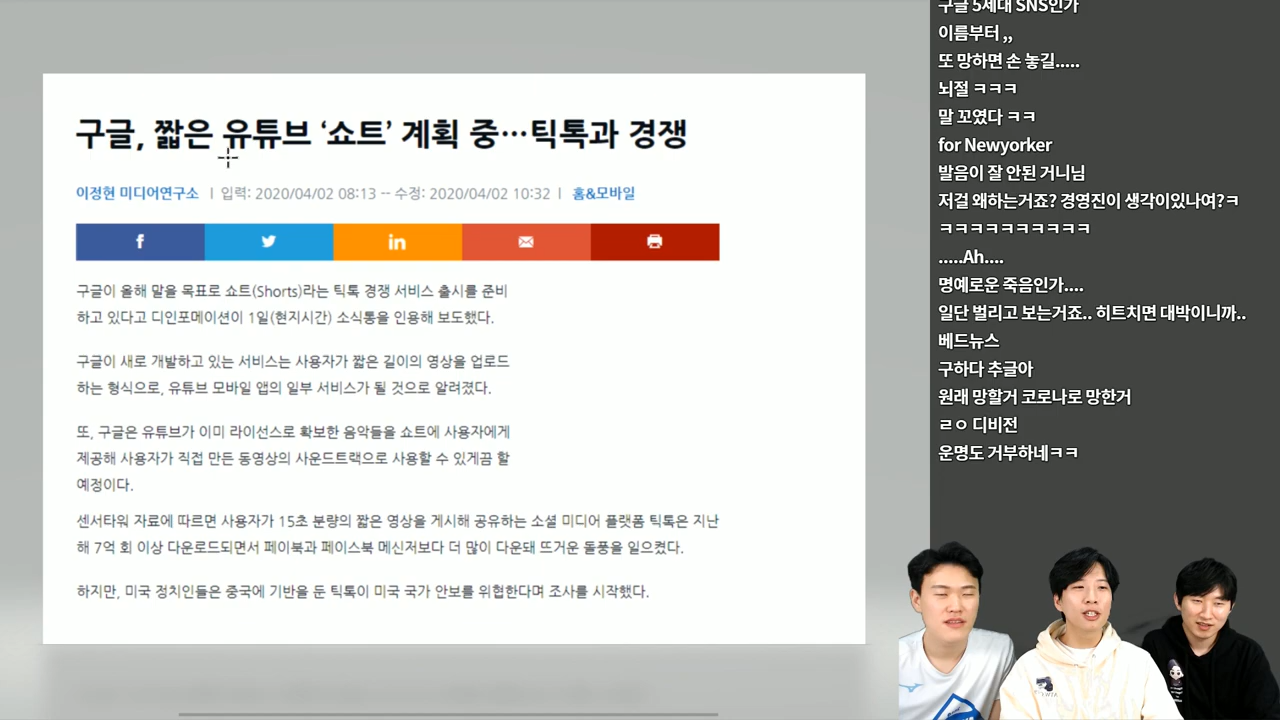 구글, 짧은 유튜브 ‘쇼트’ 계획 중…틱톡과 경쟁
이정현 미디어연구소 | 입력: 2020/04/02 08:13 -- 수정: 2020/04/02 10:32 | 홈&모바일
구글이 올해 말을 목표로 쇼트(Shorts)라는 틱톡 경쟁 서비스 출시를 준비
하고 있다고 디인포메이션이 1일(현지시간) 소식통을 인용해 보도했다.
구글이 새로 개발하고 있는 서비스는 사용자가 짧은 길이의 영상을 업로드
하는 형식으로, 유튜브 모바일 앱의 일부 서비스가 될 것으로 알려졌다.
또, 구글은 유튜브가 이미 라이선스로 확보한 음악들을 쇼트에 사용자에게
제공해 사용자가 직접 만든 동영상의 사운드트랙으로 사용할 수 있게끔 할
예정이다.
센서타워 자료에 따르면 사용자가 15초 분량의 짧은 영상을 게시해 공유하는 소셜 미디어 플랫폼 틱톡은 지난
해 7억 회 이상 다운로드되면서 페이북과 페이스북 메신저보다 더 많이 다운돼 뜨거운 돌풍을 일으켰다.
하지만, 미국 정치인들은 중국에 기반을 둔 틱톡이 미국 국가 안보를 위협한다며 조사를 시작했다.
구글 5세대 SNS인가
이름부터 ,,
또 망하면 손 놓길.....
뇌절 ㅋㅋㅋ
말 꼬였다 ㅋㅋ
for Newyorker
발음이 잘 안된 거니님
저걸 왜하는거죠? 경영진이 생각이있나여?ㅋ
ㅋㅋㅋㅋㅋㅋㅋㅋㅋㅋ
.....Ah....
명예로운 죽음인가....
일단 벌리고 보는거죠.. 히트치면 대박이니까..
베드뉴스
구하다 추글아
원래 망할거 코로나로 망한거
ㄹㅇ 디비전
운명도 거부하네ㅋㅋ